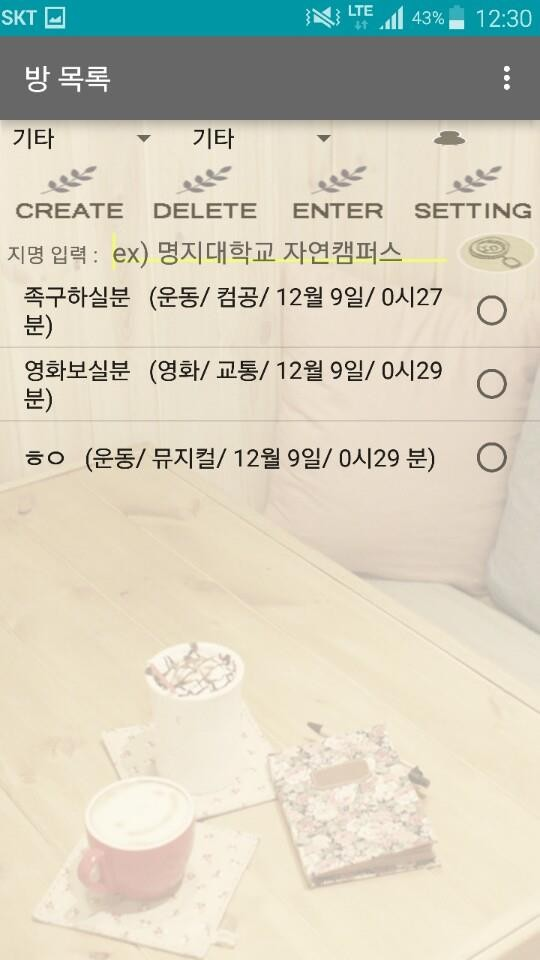 SKT LTE 43% 12:30
방 목록
기타 기타
CREATE DELETE ENTER SETTING
지명 입력 : ex) 명지대학교 자연캠퍼스
족구하실분 (운동/ 컴공/ 12월 9일/ 0시27
분)
영화보실분 (영화/ 교통/ 12월 9일/ 0시29
분)
ㅎㅇ (운동/ 뮤지컬/ 12월 9일/ 0시29 분)